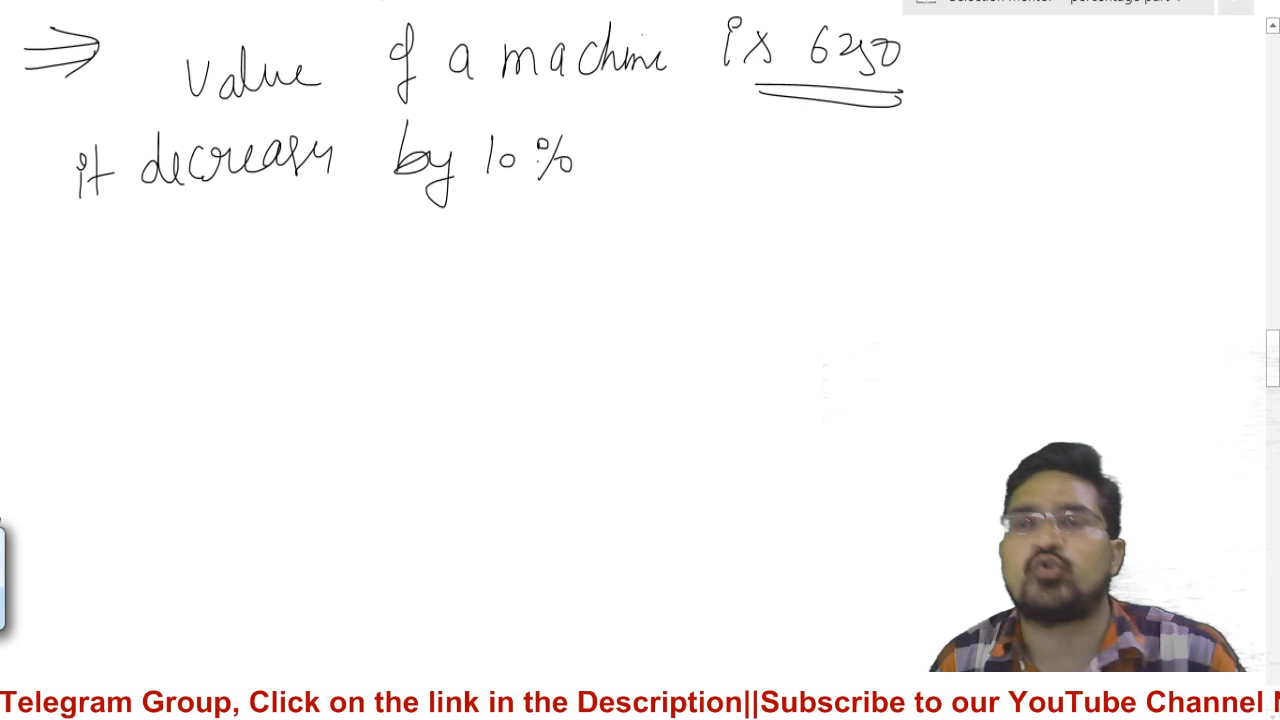 ⇒ Value of a machine is 6250
it decreases by 10%
Telegram Group, Click on the link in the Description||Subscribe to our YouTube Channel